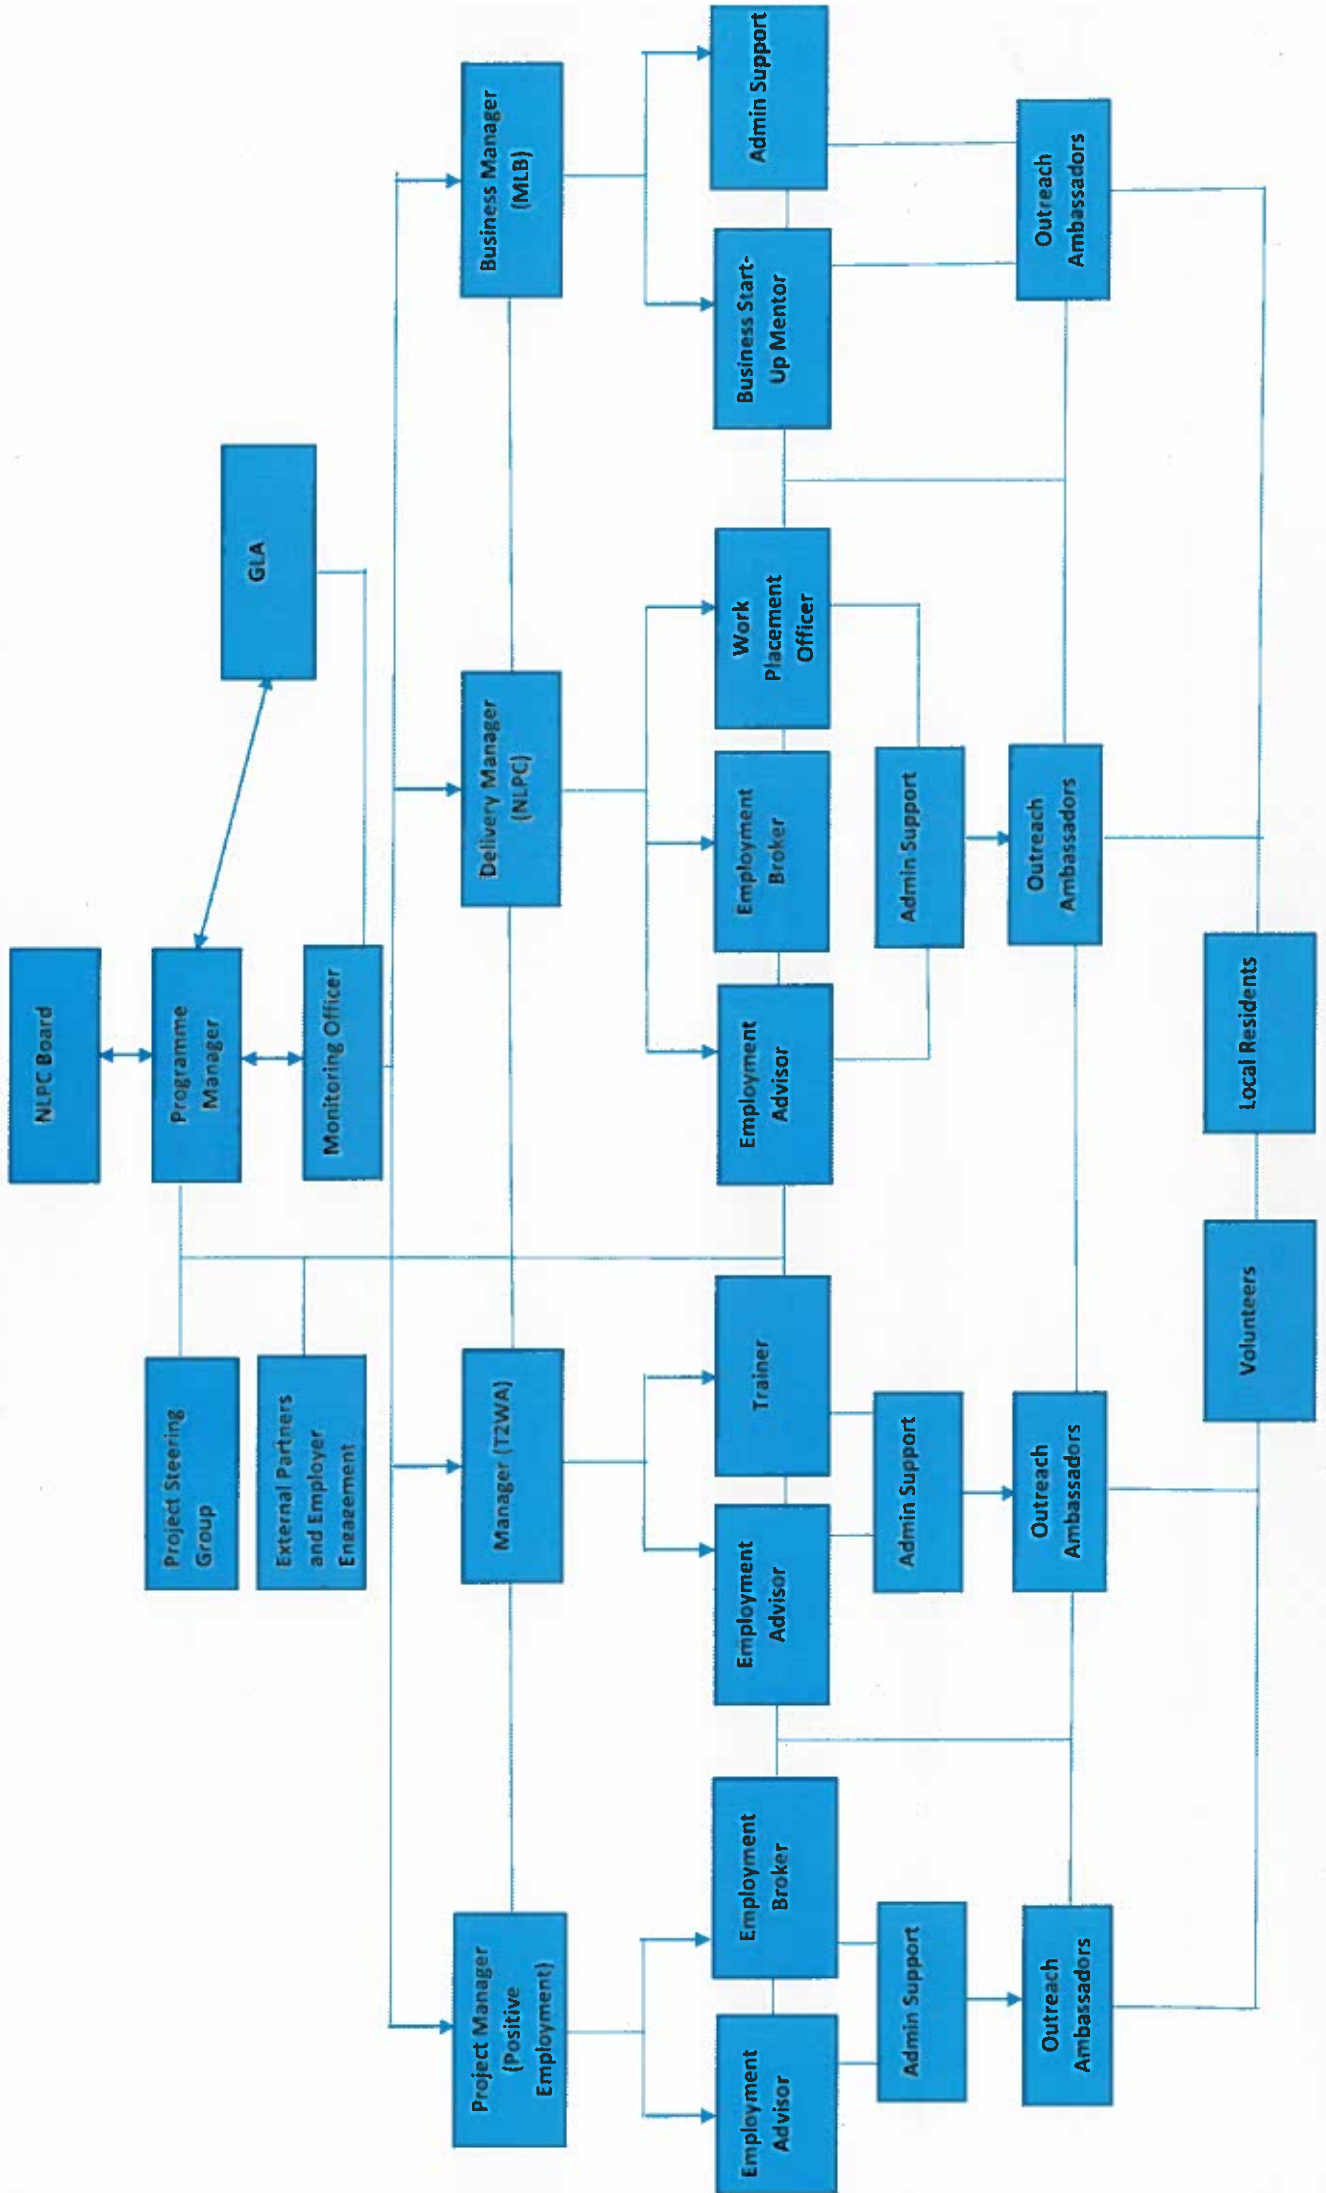 NLPC Board
Programme
Manager
GLA
Project Steering
Group
External Partners
and Employer
Engagement
Monitoring Officer
Project Manager
(Positive
Employment)
Manager (T2WA)
Delivery Manager
(NLPC)
Business Manager
(MLB)
Employment
Advisor
Employment
Broker
Employment
Advisor
Trainer
Employment
Advisor
Employment
Broker
Work
Placement
Officer
Business Start-
Up Mentor
Admin Support
Admin Support
Admin Support
Admin Support
Outreach
Ambassadors
Outreach
Ambassadors
Outreach
Ambassadors
Outreach
Ambassadors
Volunteers
Local Residents